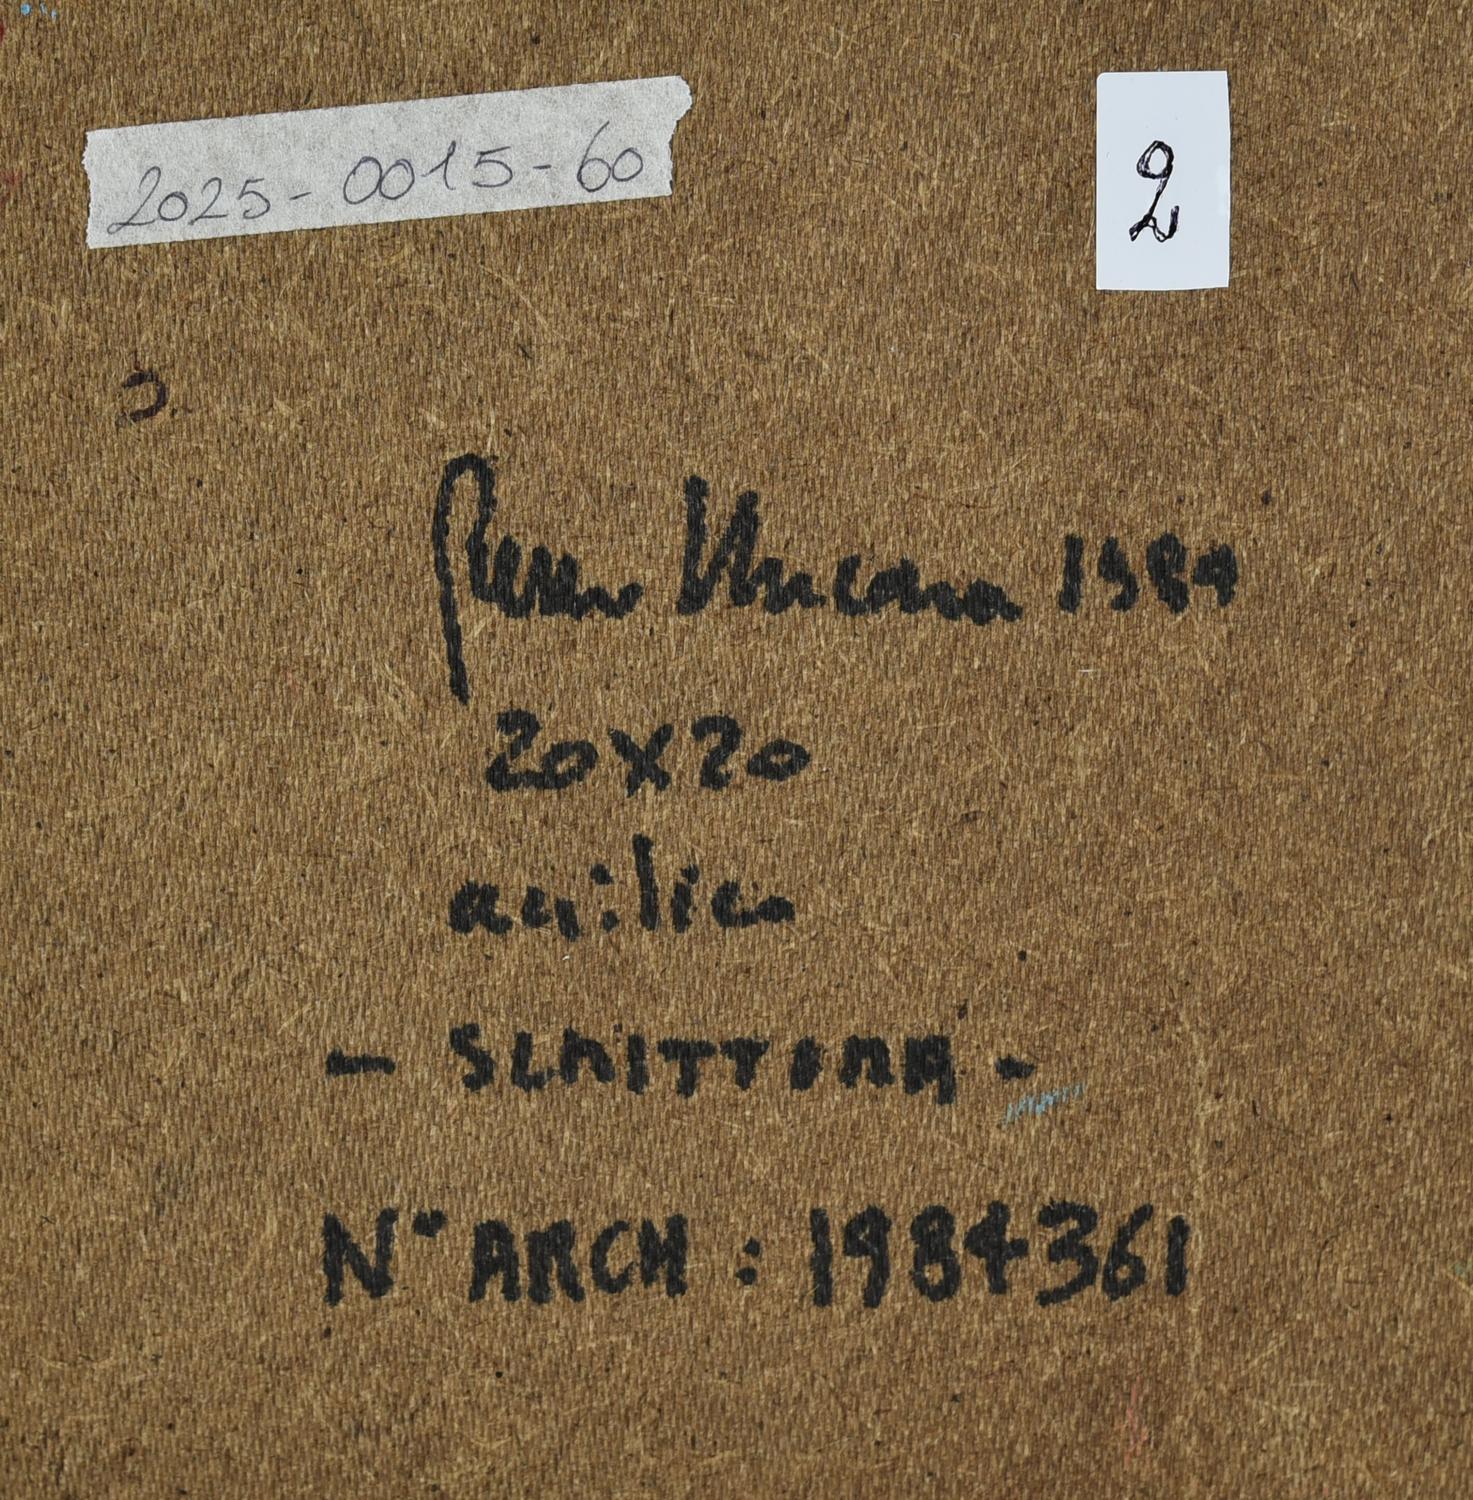 2025-0015-60
2
1984
20x20
acrilico
- SCRITTURA -
N° ARCH : 1984361